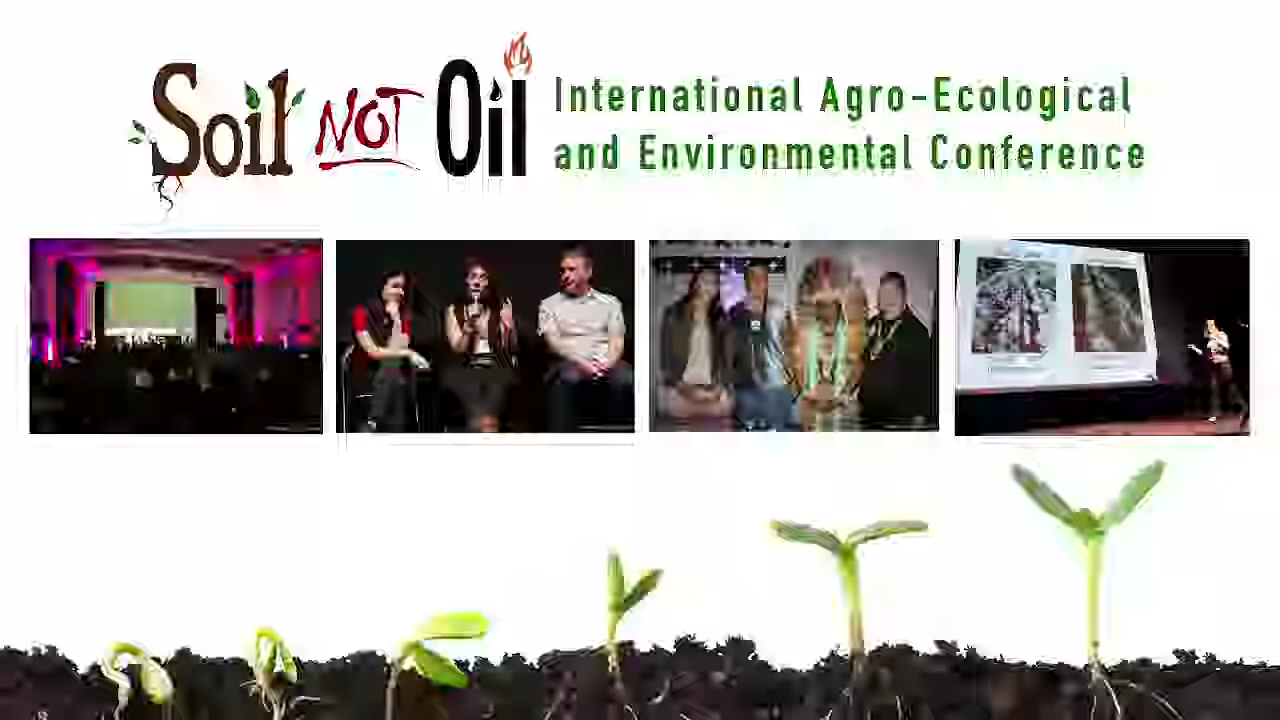 Soil NOT Oil
International Agro-Ecological
and Environmental Conference